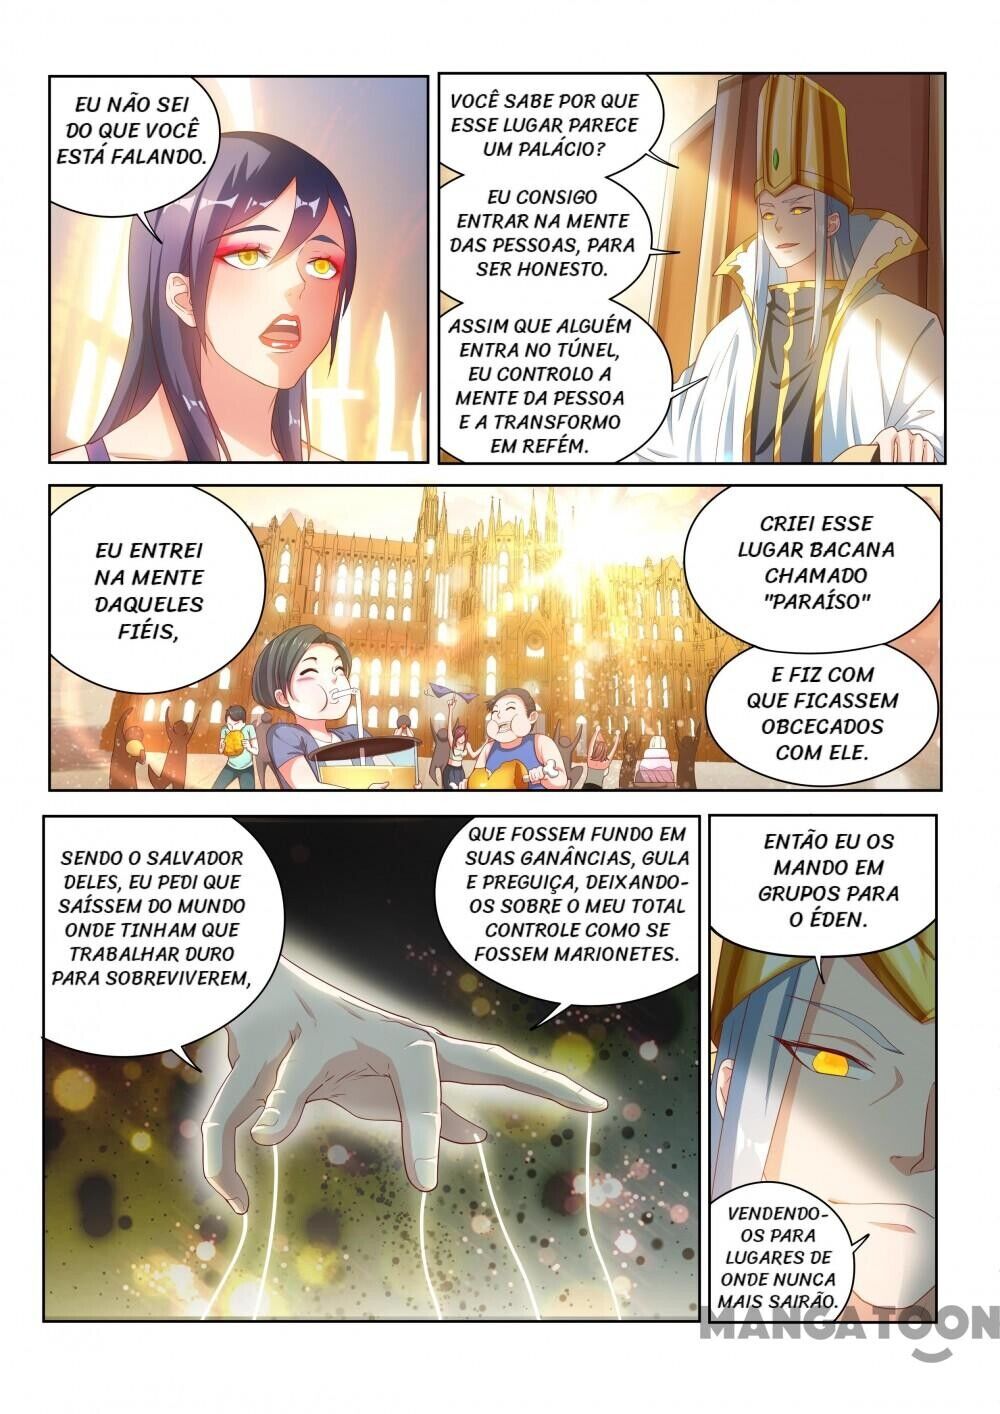 EU NÃO SEI
DO QUE VOCÊ
ESTÁ FALANDO.
VOCÊ SABE POR QUE
ESSE LUGAR PARECE
UM PALÁCIO?
EU CONSIGO
ENTRAR NA MENTE
DAS PESSOAS, PARA
SER HONESTO.
ASSIM QUE ALGUÉM
ENTRA NO TÚNEL,
EU CONTROLO A
MENTE DA PESSOA
E A TRANSFORMO
EM REFÉM.
EU ENTREI
NA MENTE
DAQUELES
FIÉIS,
CRIEI ESSE
LUGAR BACANA
CHAMADO
"PARAÍSO"
E FIZ COM
QUE FICASSEM
OBCECADOS
COM ELE.
SENDO O SALVADOR
DELES, EU PEDI QUE
SAÍSSEM DO MUNDO
ONDE TINHAM QUE
TRABALHAR DURO
PARA SOBREVIVEREM,
QUE FOSSEM FUNDO EM
SUAS GANÂNCIAS, GULA
E PREGUIÇA, DEIXANDO-
OS SOBRE O MEU TOTAL
CONTROLE COMO SE
FOSSEM MARIONETES.
ENTÃO EU OS
MANDO EM
GRUPOS PARA
O ÉDEN.
VENDENDO-
OS PARA
LUGARES DE
ONDE NUNCA
MAIS SAIRÃO.
MANGATOON